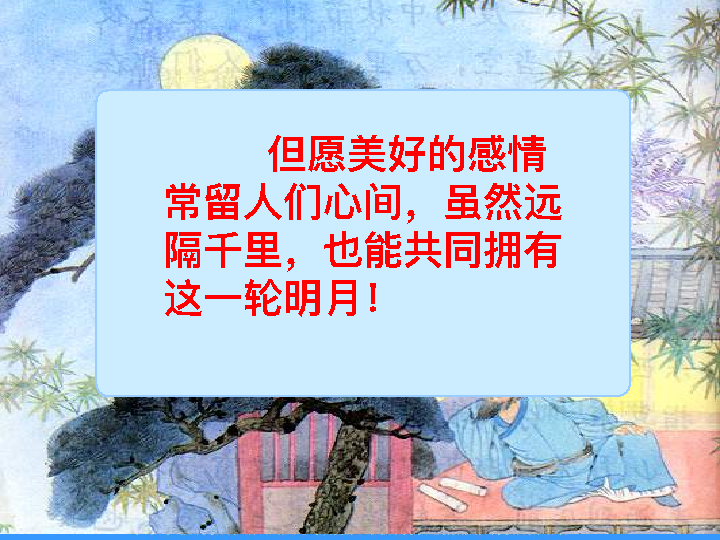 但愿美好的感情
常留人们心间，虽然远
隔千里，也能共同拥有
这一轮明月！